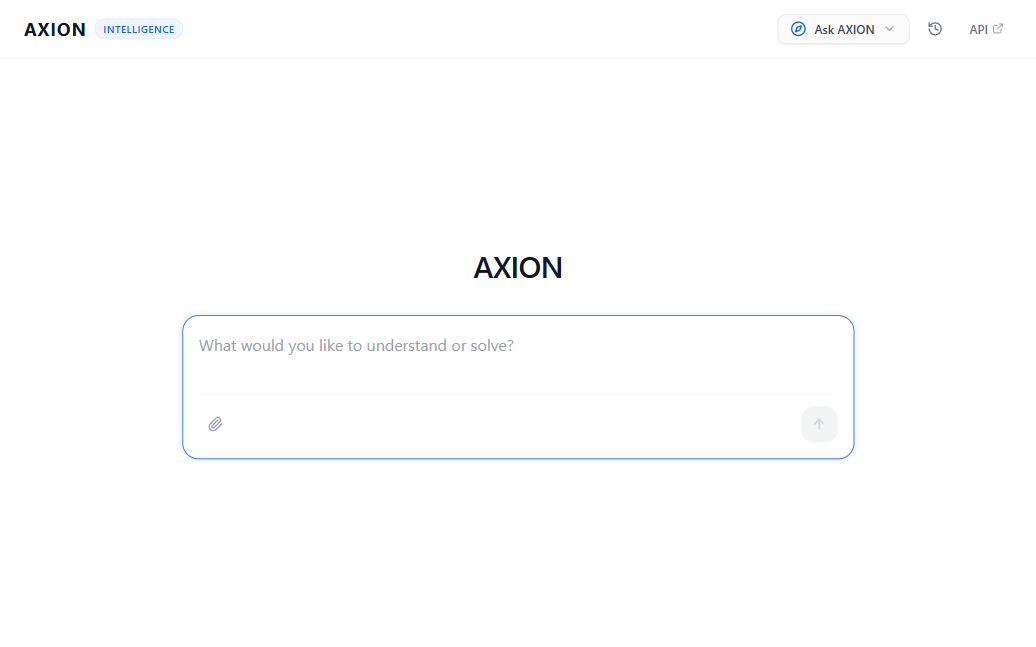 AXION INTELLIGENCE
Ask AXION
API
AXION
What would you like to understand or solve?